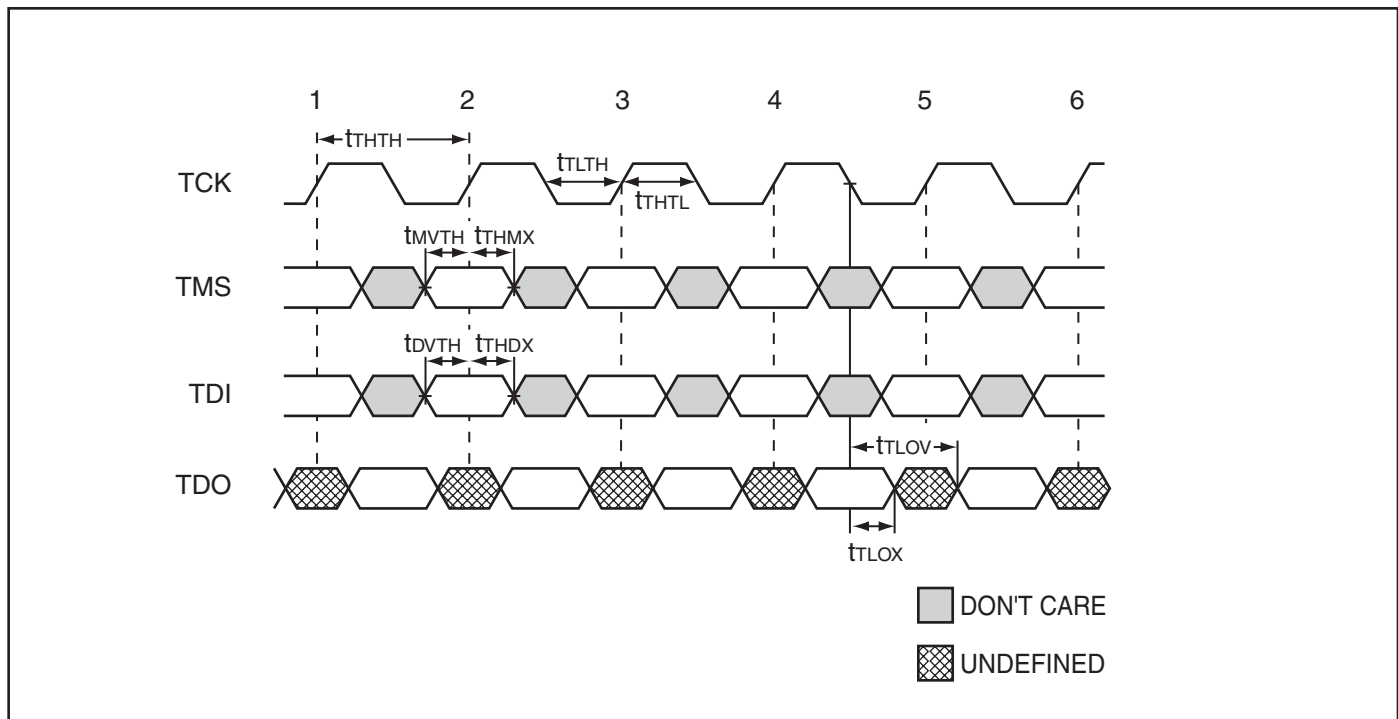 1 2 3 4 5 6
tTHTH
tTLTH
TCK
tTHTL
tMVTH tTHMX
TMS
tDVTH tTHDX
TDI
tTLOV
TDO
tTLOX
DON'T CARE
UNDEFINED